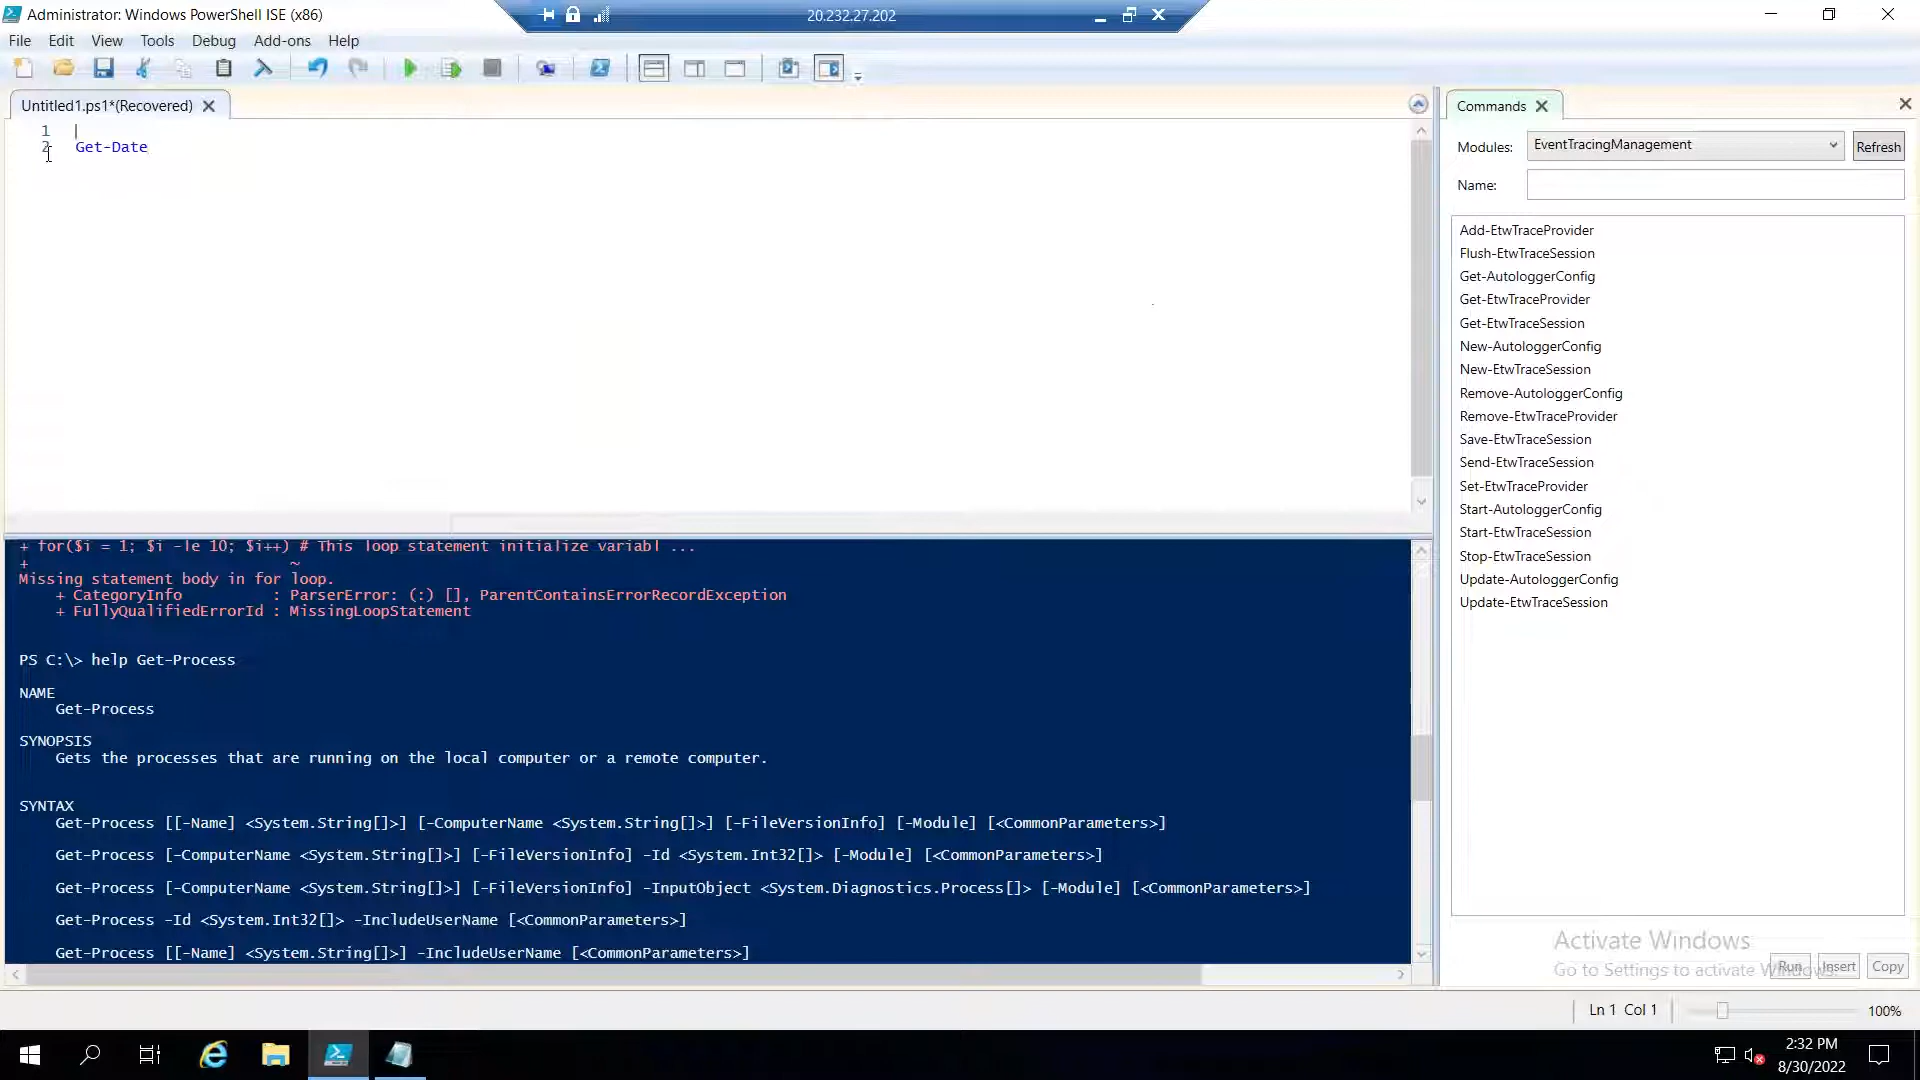 Administrator: Windows PowerShell ISE (x86)
20.232.27.202
File Edit View Tools Debug Add-ons Help
Untitled1.ps1*(Recovered)
1
2 Get-Date
+ for($i = 1; $i -le 10; $i++) # This loop statement initialize variabl ...
+ ~
Missing statement body in for loop.
+ CategoryInfo : ParserError: (:) [], ParentContainsErrorRecordException
+ FullyQualifiedErrorId : MissingLoopStatement
PS C:\> help Get-Process
NAME
Get-Process
SYNOPSIS
Gets the processes that are running on the local computer or a remote computer.
SYNTAX
Get-Process [[-Name] <System.String[]>] [-ComputerName <System.String[]>] [-FileVersionInfo] [-Module] [<CommonParameters>]
Get-Process [-ComputerName <System.String[]>] [-FileVersionInfo] -Id <System.Int32[]> [-Module] [<CommonParameters>]
Get-Process [-ComputerName <System.String[]>] [-FileVersionInfo] -InputObject <System.Diagnostics.Process[]> [-Module] [<CommonParameters>]
Get-Process -Id <System.Int32[]> -IncludeUserName [<CommonParameters>]
Get-Process [[-Name] <System.String[]>] -IncludeUserName [<CommonParameters>]
Commands
Modules: EventTracingManagement Refresh
Name:
Add-EtwTraceProvider
Flush-EtwTraceSession
Get-AutologgerConfig
Get-EtwTraceProvider
Get-EtwTraceSession
New-AutologgerConfig
New-EtwTraceSession
Remove-AutologgerConfig
Remove-EtwTraceProvider
Save-EtwTraceSession
Send-EtwTraceSession
Set-EtwTraceProvider
Start-AutologgerConfig
Start-EtwTraceSession
Stop-EtwTraceSession
Update-AutologgerConfig
Update-EtwTraceSession
Activate Windows
Go to Settings to activate Windows.
Run Insert Copy
Ln 1 Col 1 100%
2:32 PM
8/30/2022